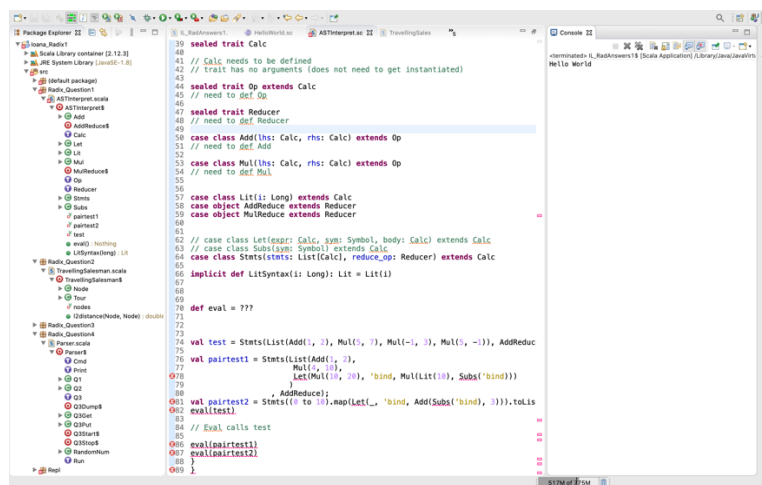 IL_RadAnswers1.
HelloWorld.sc
ASTInterpret.sc
TravellingSales
Console
Package Explorer
<terminated> IL_RadAnswers1$ [Scala Application] /Library/Java/JavaVirtu
Hello World
Ioana_Radix1
Scala Library container [2.12.3]
JRE System Library [JavaSE-1.8]
src
(default package)
Radix_Question1
ASTInterpret.scala
ASTInterpret$
Add
AddReduce$
Calc
Let
Lit
Mul
MulReduce$
Op
Reducer
Stmts
Subs
pairtest1
pairtest2
test
eval() : Nothing
LitSyntax(long) : Lit
Radix_Question2
TravellingSalesman.scala
TravellingSalesman$
Node
Tour
nodes
l2distance(Node, Node) : double
Radix_Question3
Radix_Question4
Parser.scala
Parser$
Cmd
Print
Q1
Q2
Q3
Q3Dump$
Q3Get
Q3Put
Q3Start$
Q3Stop$
RandomNum
Run
Repl
39 sealed trait Calc
40
41 // Calc needs to be defined
42 // trait has no arguments (does not need to get instantiated)
43
44 sealed trait Op extends Calc
45 // need to def Op
46
47 sealed trait Reducer
48 // need to def Reducer
49
50 case class Add(lhs: Calc, rhs: Calc) extends Op
51 // need to def Add
52
53 case class Mul(lhs: Calc, rhs: Calc) extends Op
54 // need to def Mul
55
56
57 case class Lit(i: Long) extends Calc
58 case object AddReduce extends Reducer
59 case object MulReduce extends Reducer
60
61
62 // case class Let(expr: Calc, sym: Symbol, body: Calc) extends Calc
63 // case class Subs(sym: Symbol) extends Calc
64 case class Stmts(stmts: List[Calc], reduce_op: Reducer) extends Calc
65
66 implicit def LitSyntax(i: Long): Lit = Lit(i)
67
68
69
70 def eval = ???
71
72
73
74 val test = Stmts(List(Add(1, 2), Mul(5, 7), Mul(-1, 3), Mul(5, -1)), AddReduc
75
76 val pairtest1 = Stmts(List(Add(1, 2),
77 Mul(4, 10),
78 Let(Mul(10, 20), 'bind, Mul(Lit(10), Subs('bind)))
79 )
80 , AddReduce);
81 val pairtest2 = Stmts((0 to 10).map(Let(_, 'bind, Add(Subs('bind), 3))).toLis
82 eval(test)
83
84 // Eval calls test
85
86 eval(pairtest1)
87 eval(pairtest2)
88 }
89 }
517M of 775M